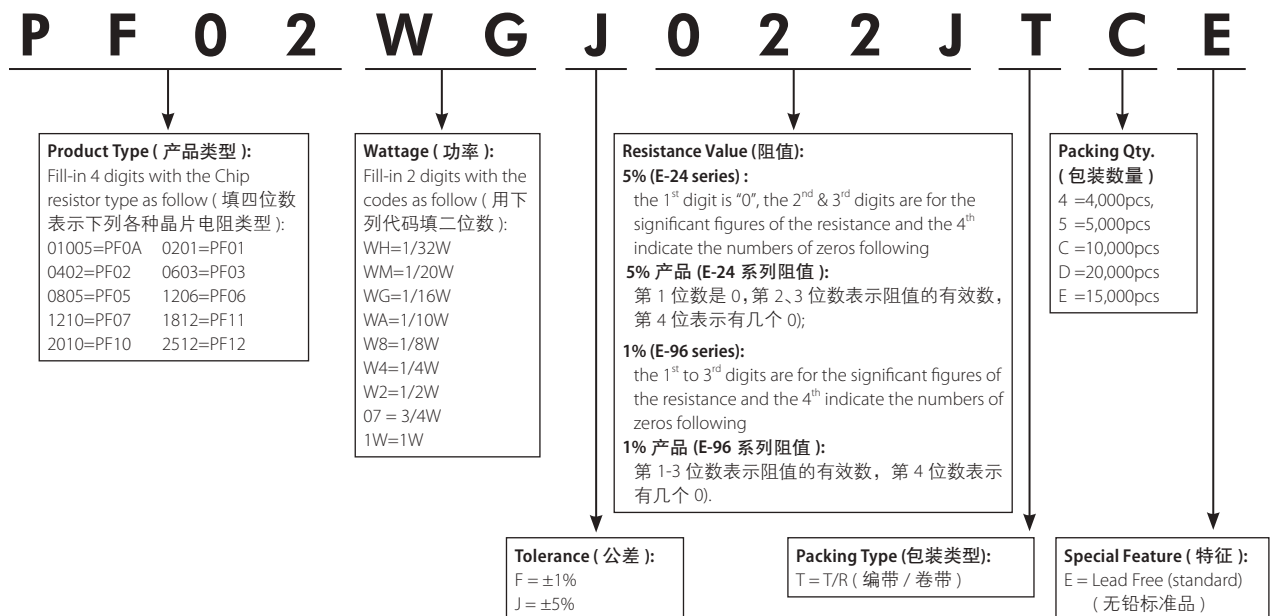 P F 0 2 W G J 0 2 2 J T C E
Product Type ( 产品类型 ):
Fill-in 4 digits with the Chip
resistor type as follow ( 填四位数
表示下列各种晶片电阻类型 ):
01005=PF0A 0201=PF01
0402=PF02 0603=PF03
0805=PF05 1206=PF06
1210=PF07 1812=PF11
2010=PF10 2512=PF12
Wattage ( 功率 ):
Fill-in 2 digits with the
codes as follow ( 用下
列代码填二位数 ):
WH=1/32W
WM=1/20W
WG=1/16W
WA=1/10W
W8=1/8W
W4=1/4W
W2=1/2W
07 = 3/4W
1W=1W
Resistance Value (阻值):
5% (E-24 series) :
the 1st digit is “0”, the 2nd & 3rd digits are for the
significant figures of the resistance and the 4th
indicate the numbers of zeros following
5% 产品 (E-24 系列阻值 ):
第 1 位数是 0，第 2、3 位数表示阻值的有效数，
第 4 位表示有几个 0);
1% (E-96 series):
the 1st to 3rd digits are for the significant figures of
the resistance and the 4th indicate the numbers of
zeros following
1% 产品 (E-96 系列阻值 ):
第 1-3 位数表示阻值的有效数，第 4 位数表示
有几个 0).
Packing Qty.
( 包装数量 )
4 =4,000pcs,
5 =5,000pcs
C =10,000pcs
D =20,000pcs
E =15,000pcs
Tolerance ( 公差 ):
F = ±1%
J = ±5%
Packing Type (包装类型):
T = T/R ( 编带 / 卷带 )
Special Feature ( 特征 ):
E = Lead Free (standard)
( 无铅标准品 )